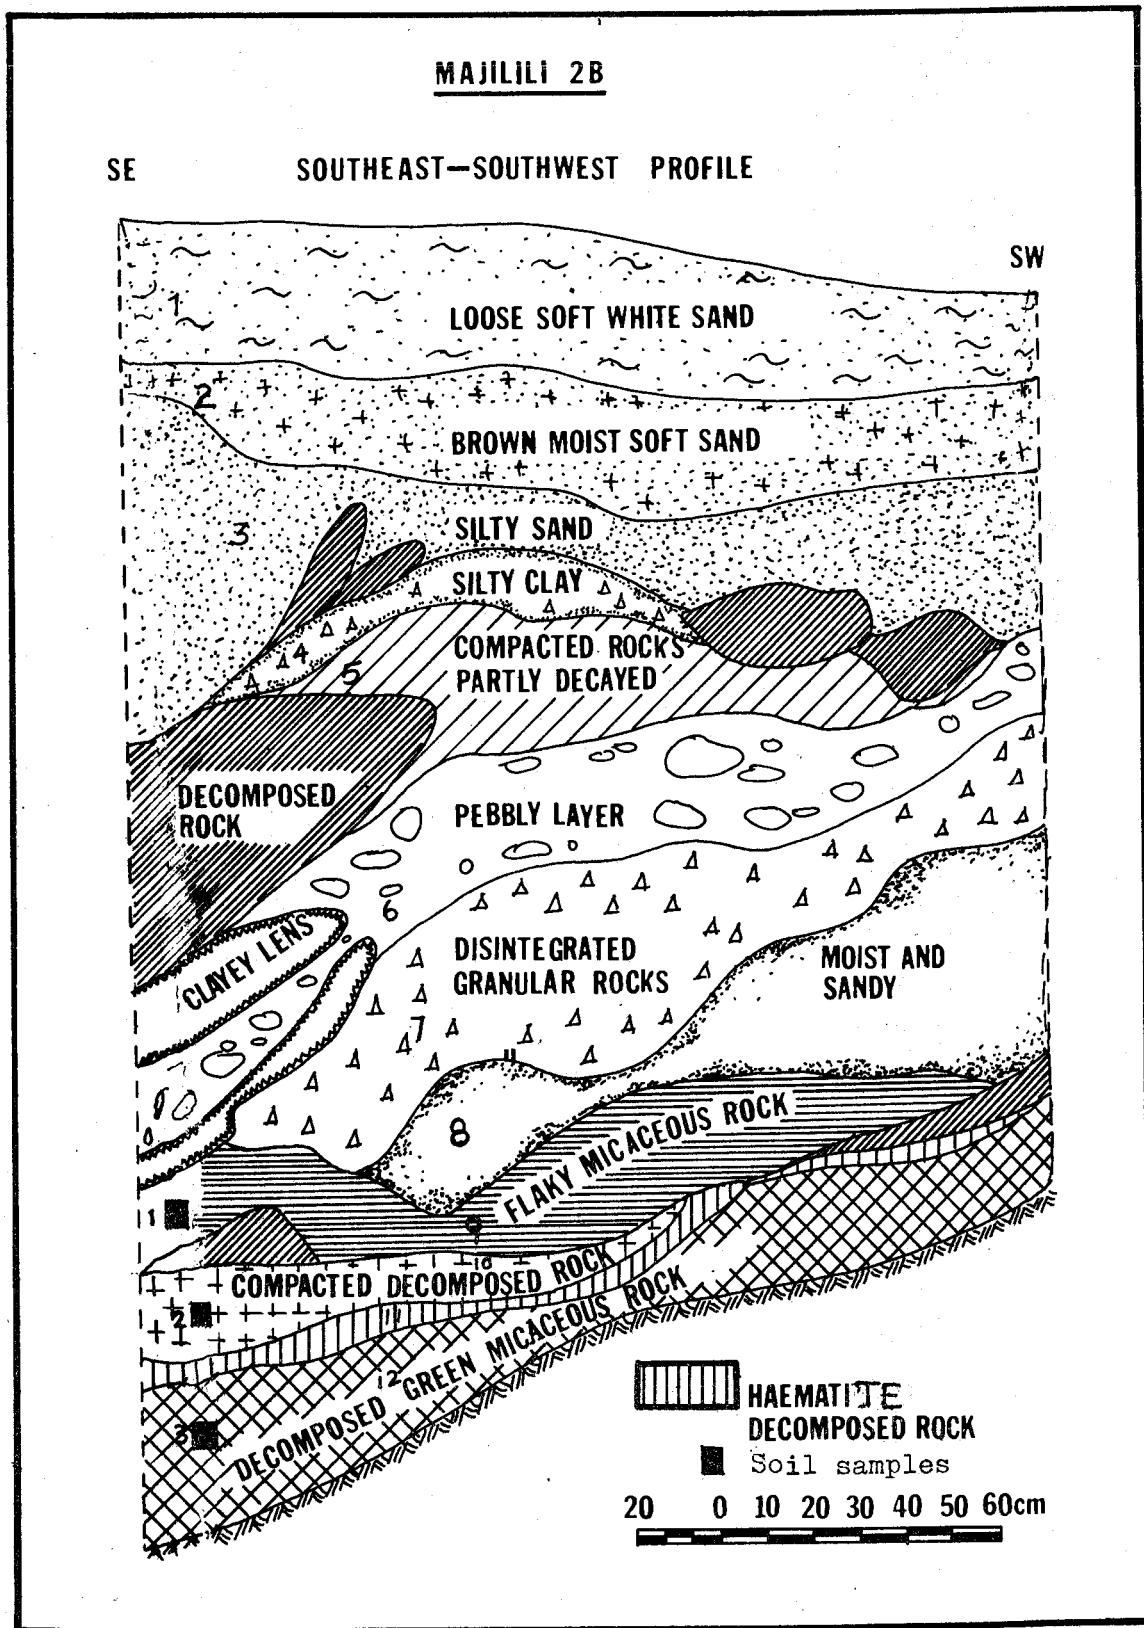 MAJILILI 2B
SE SOUTHEAST—SOUTHWEST PROFILE
SW
1
LOOSE SOFT WHITE SAND
2
BROWN MOIST SOFT SAND
3
SILTY SAND
SILTY CLAY
4
COMPACTED ROCKS
PARTLY DECAYED
5
DECOMPOSED
ROCK
PEBBLY LAYER
6
CLAYEY LENS
DISINTEGRATED
GRANULAR ROCKS
MOIST AND
SANDY
7
8
FLAKY MICACEOUS ROCK
1
9
10
COMPACTED DECOMPOSED ROCK
2
11
12
DECOMPOSED GREEN MICACEOUS ROCK
3
HAEMATITE
DECOMPOSED ROCK
Soil samples
20 0 10 20 30 40 50 60cm